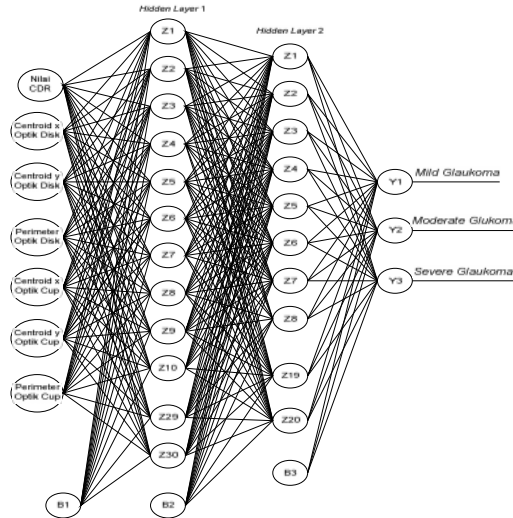 Hidden Layer 1
Hidden Layer 2
Nilai
CDR
Centroid x
Optik Disk
Centroid y
Optik Disk
Perimeter
Optik Disk
Centroid x
Optik Cup
Centroid y
Optik Cup
Perimeter
Optik Cup
B1
Z1
Z2
Z3
Z4
Z5
Z6
Z7
Z8
Z9
Z10
Z29
Z30
B2
Z1
Z2
Z3
Z4
Z5
Z6
Z7
Z8
Z19
Z20
B3
Y1
Mild Glaukoma
Y2
Moderate Glukoma
Y3
Severe Glaukoma